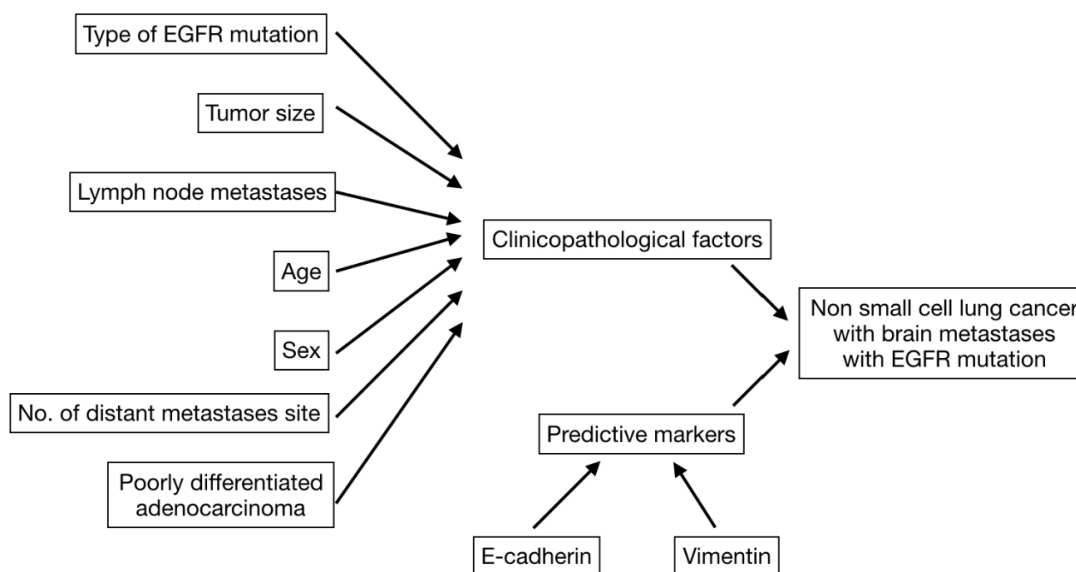 Type of EGFR mutation
Tumor size
Lymph node metastases
Age
Sex
No. of distant metastases site
Poorly differentiated
adenocarcinoma
Clinicopathological factors
Non small cell lung cancer
with brain metastases
with EGFR mutation
Predictive markers
E-cadherin
Vimentin